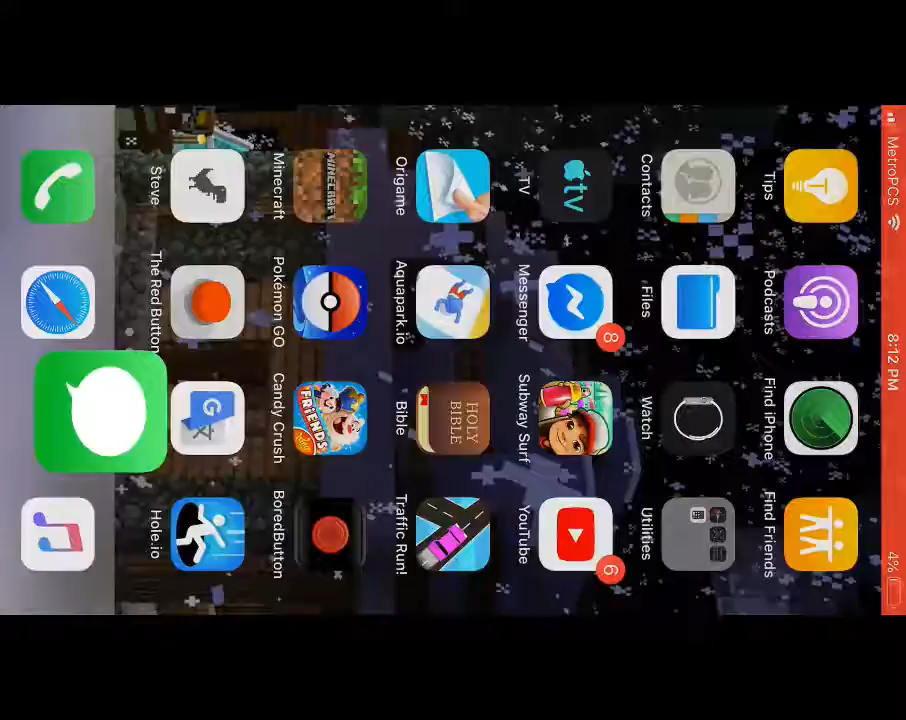 MetroPCS 8:12 PM 4%
Tips Podcasts Find iPhone Find Friends
Contacts Files Watch Utilities
TV Messenger Subway Surf YouTube
8 6
HOLY
BIBLE
Origame Aquapark.io Bible Traffic Run!
MINECRAFT
FRIENDS
Minecraft Pokémon GO Candy Crush BoredButton
G
Steve The Red Button Hole.io